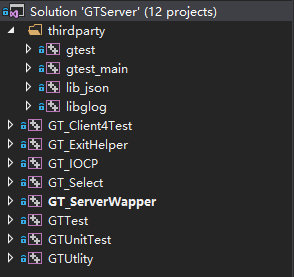 Solution 'GTServer' (12 projects)
thirdparty
gtest
gtest_main
lib_json
libglog
GT_Client4Test
GT_ExitHelper
GT_IOCP
GT_Select
GT_ServerWapper
GTTest
GTUnitTest
GTUtlity